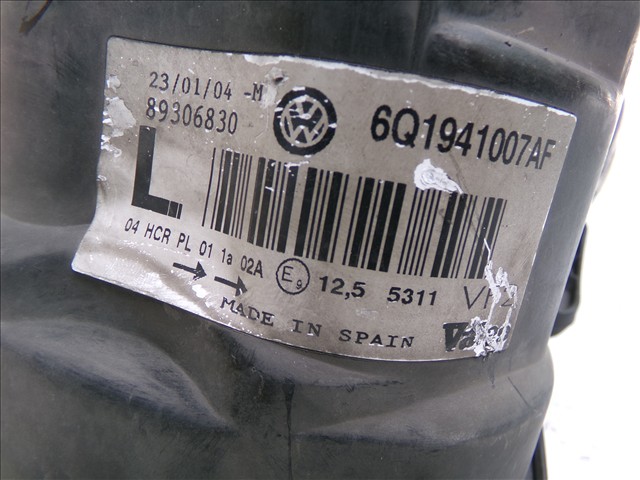 23/01/04 -M
89306830
6Q1941007AF
L
04 HCR PL 01 1a 02A
E9 12,5 5311
MADE IN SPAIN